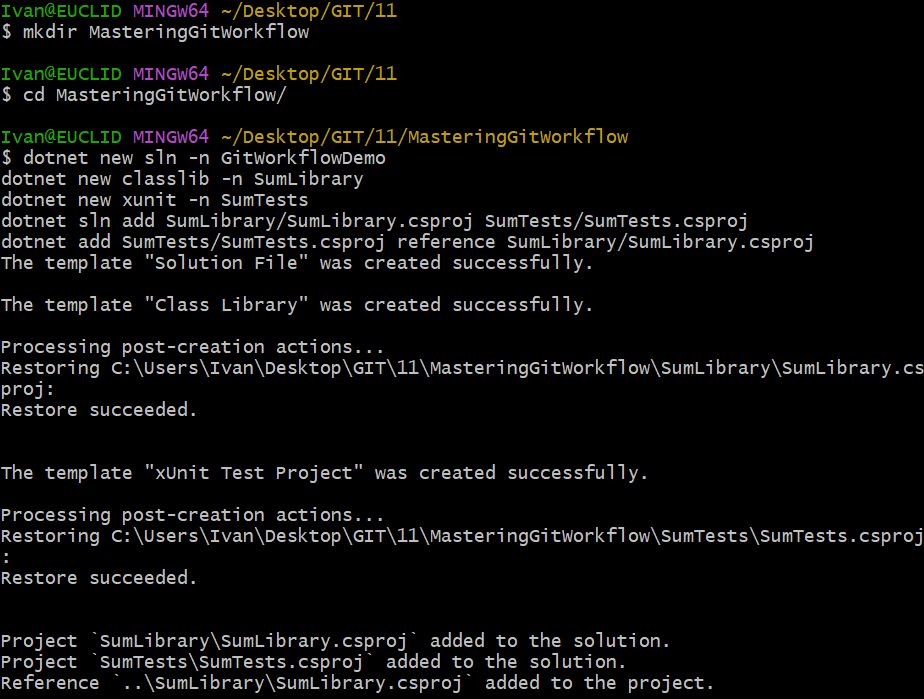 Ivan@EUCLID MINGW64 ~/Desktop/GIT/11
$ mkdir MasteringGitWorkflow
Ivan@EUCLID MINGW64 ~/Desktop/GIT/11
$ cd MasteringGitWorkflow/
Ivan@EUCLID MINGW64 ~/Desktop/GIT/11/MasteringGitWorkflow
$ dotnet new sln -n GitWorkflowDemo
dotnet new classlib -n SumLibrary
dotnet new xunit -n SumTests
dotnet sln add SumLibrary/SumLibrary.csproj SumTests/SumTests.csproj
dotnet add SumTests/SumTests.csproj reference SumLibrary/SumLibrary.csproj
The template "Solution File" was created successfully.
The template "Class Library" was created successfully.
Processing post-creation actions...
Restoring C:\Users\Ivan\Desktop\GIT\11\MasteringGitWorkflow\SumLibrary\SumLibrary.cs
proj:
Restore succeeded.
The template "xUnit Test Project" was created successfully.
Processing post-creation actions...
Restoring C:\Users\Ivan\Desktop\GIT\11\MasteringGitWorkflow\SumTests\SumTests.csproj
:
Restore succeeded.
Project `SumLibrary\SumLibrary.csproj` added to the solution.
Project `SumTests\SumTests.csproj` added to the solution.
Reference `..\SumLibrary\SumLibrary.csproj` added to the project.